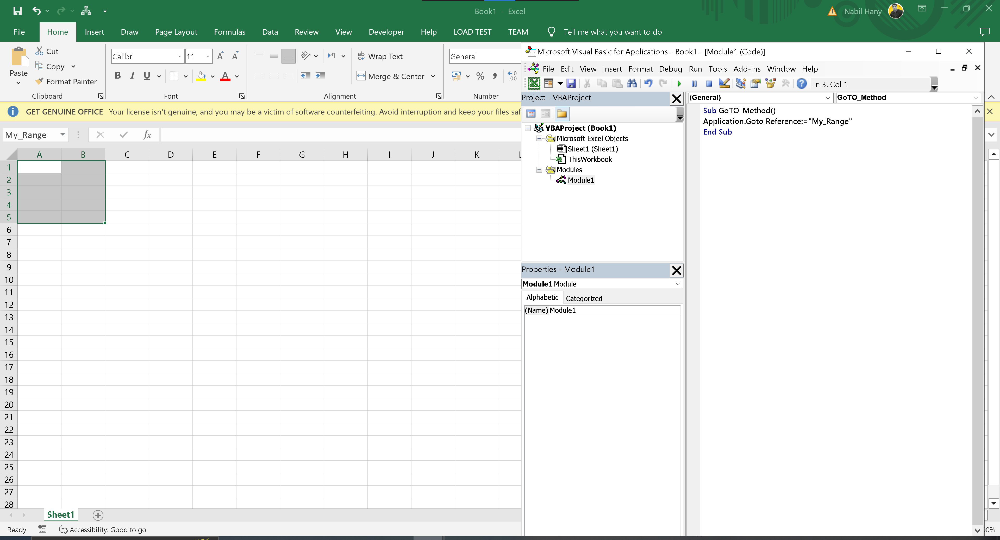 Book1 - Excel
Nabil Hany
File Home Insert Draw Page Layout Formulas Data Review View Developer Help LOAD TEST TEAM Tell me what you want to do
Paste
Cut
Copy
Format Painter
Clipboard
Calibri 11
B I U A
Font
Wrap Text
Merge & Center
Alignment
General
% ,
Number
GET GENUINE OFFICE Your license isn't genuine, and you may be a victim of software counterfeiting. Avoid interruption and keep your files saf
My_Range fx
A B C D E F G H I J K L
1
2
3
4
5
6
7
8
9
10
11
12
13
14
15
16
17
18
19
20
21
22
23
24
25
26
27
28
Sheet1
Ready Accessibility: Good to go
Microsoft Visual Basic for Applications - Book1 - [Module1 (Code)]
File Edit View Insert Format Debug Run Tools Add-Ins Window Help
Ln 3, Col 1
Project - VBAProject
VBAProject (Book1)
Microsoft Excel Objects
Sheet1 (Sheet1)
ThisWorkbook
Modules
Module1
Properties - Module1
Module1 Module
Alphabetic Categorized
(Name) Module1
(General) GoTO_Method
Sub GoTO_Method()
Application.Goto Reference:="My_Range"
End Sub